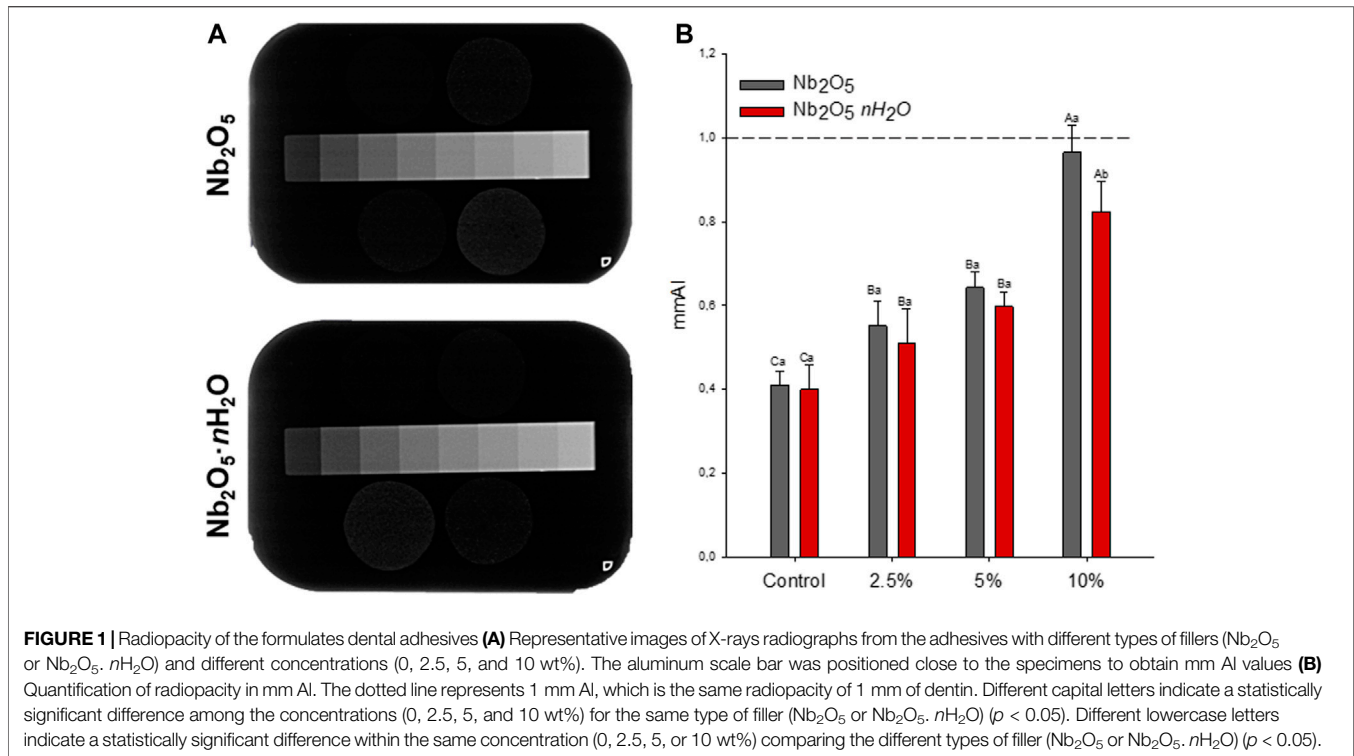 A
Nb2O5
Nb2O5·nH2O
B
1,2
1,0
0,8
0,6
0,4
0,2
0,0
mmAl
Nb2O5
Nb2O5 nH2O
Ca
Ca
Ba
Ba
Ba
Ba
Aa
Ab
Control
2.5%
5%
10%
FIGURE 1 | Radiopacity of the formulates dental adhesives (A) Representative images of X-rays radiographs from the adhesives with different types of fillers (Nb2O5
or Nb2O5. nH2O) and different concentrations (0, 2.5, 5, and 10 wt%). The aluminum scale bar was positioned close to the specimens to obtain mm Al values (B)
Quantification of radiopacity in mm Al. The dotted line represents 1 mm Al, which is the same radiopacity of 1 mm of dentin. Different capital letters indicate a statistically
significant difference among the concentrations (0, 2.5, 5, and 10 wt%) for the same type of filler (Nb2O5 or Nb2O5. nH2O) (p < 0.05). Different lowercase letters
indicate a statistically significant difference within the same concentration (0, 2.5, 5, or 10 wt%) comparing the different types of filler (Nb2O5 or Nb2O5. nH2O) (p < 0.05).